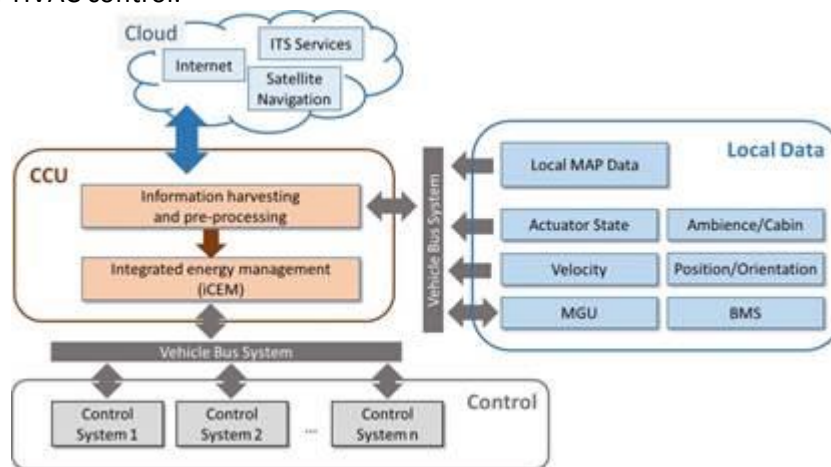 HVAC control.
Cloud
ITS Services
Internet
Satellite
Navigation
CCU
Information harvesting
and pre-processing
Integrated energy management
(iCEM)
Vehicle Bus System
Local Data
Local MAP Data
Actuator State
Ambience/Cabin
Velocity
Position/Orientation
MGU
BMS
Vehicle Bus System
Control
Control
System 1
Control
System 2
...
Control
System n